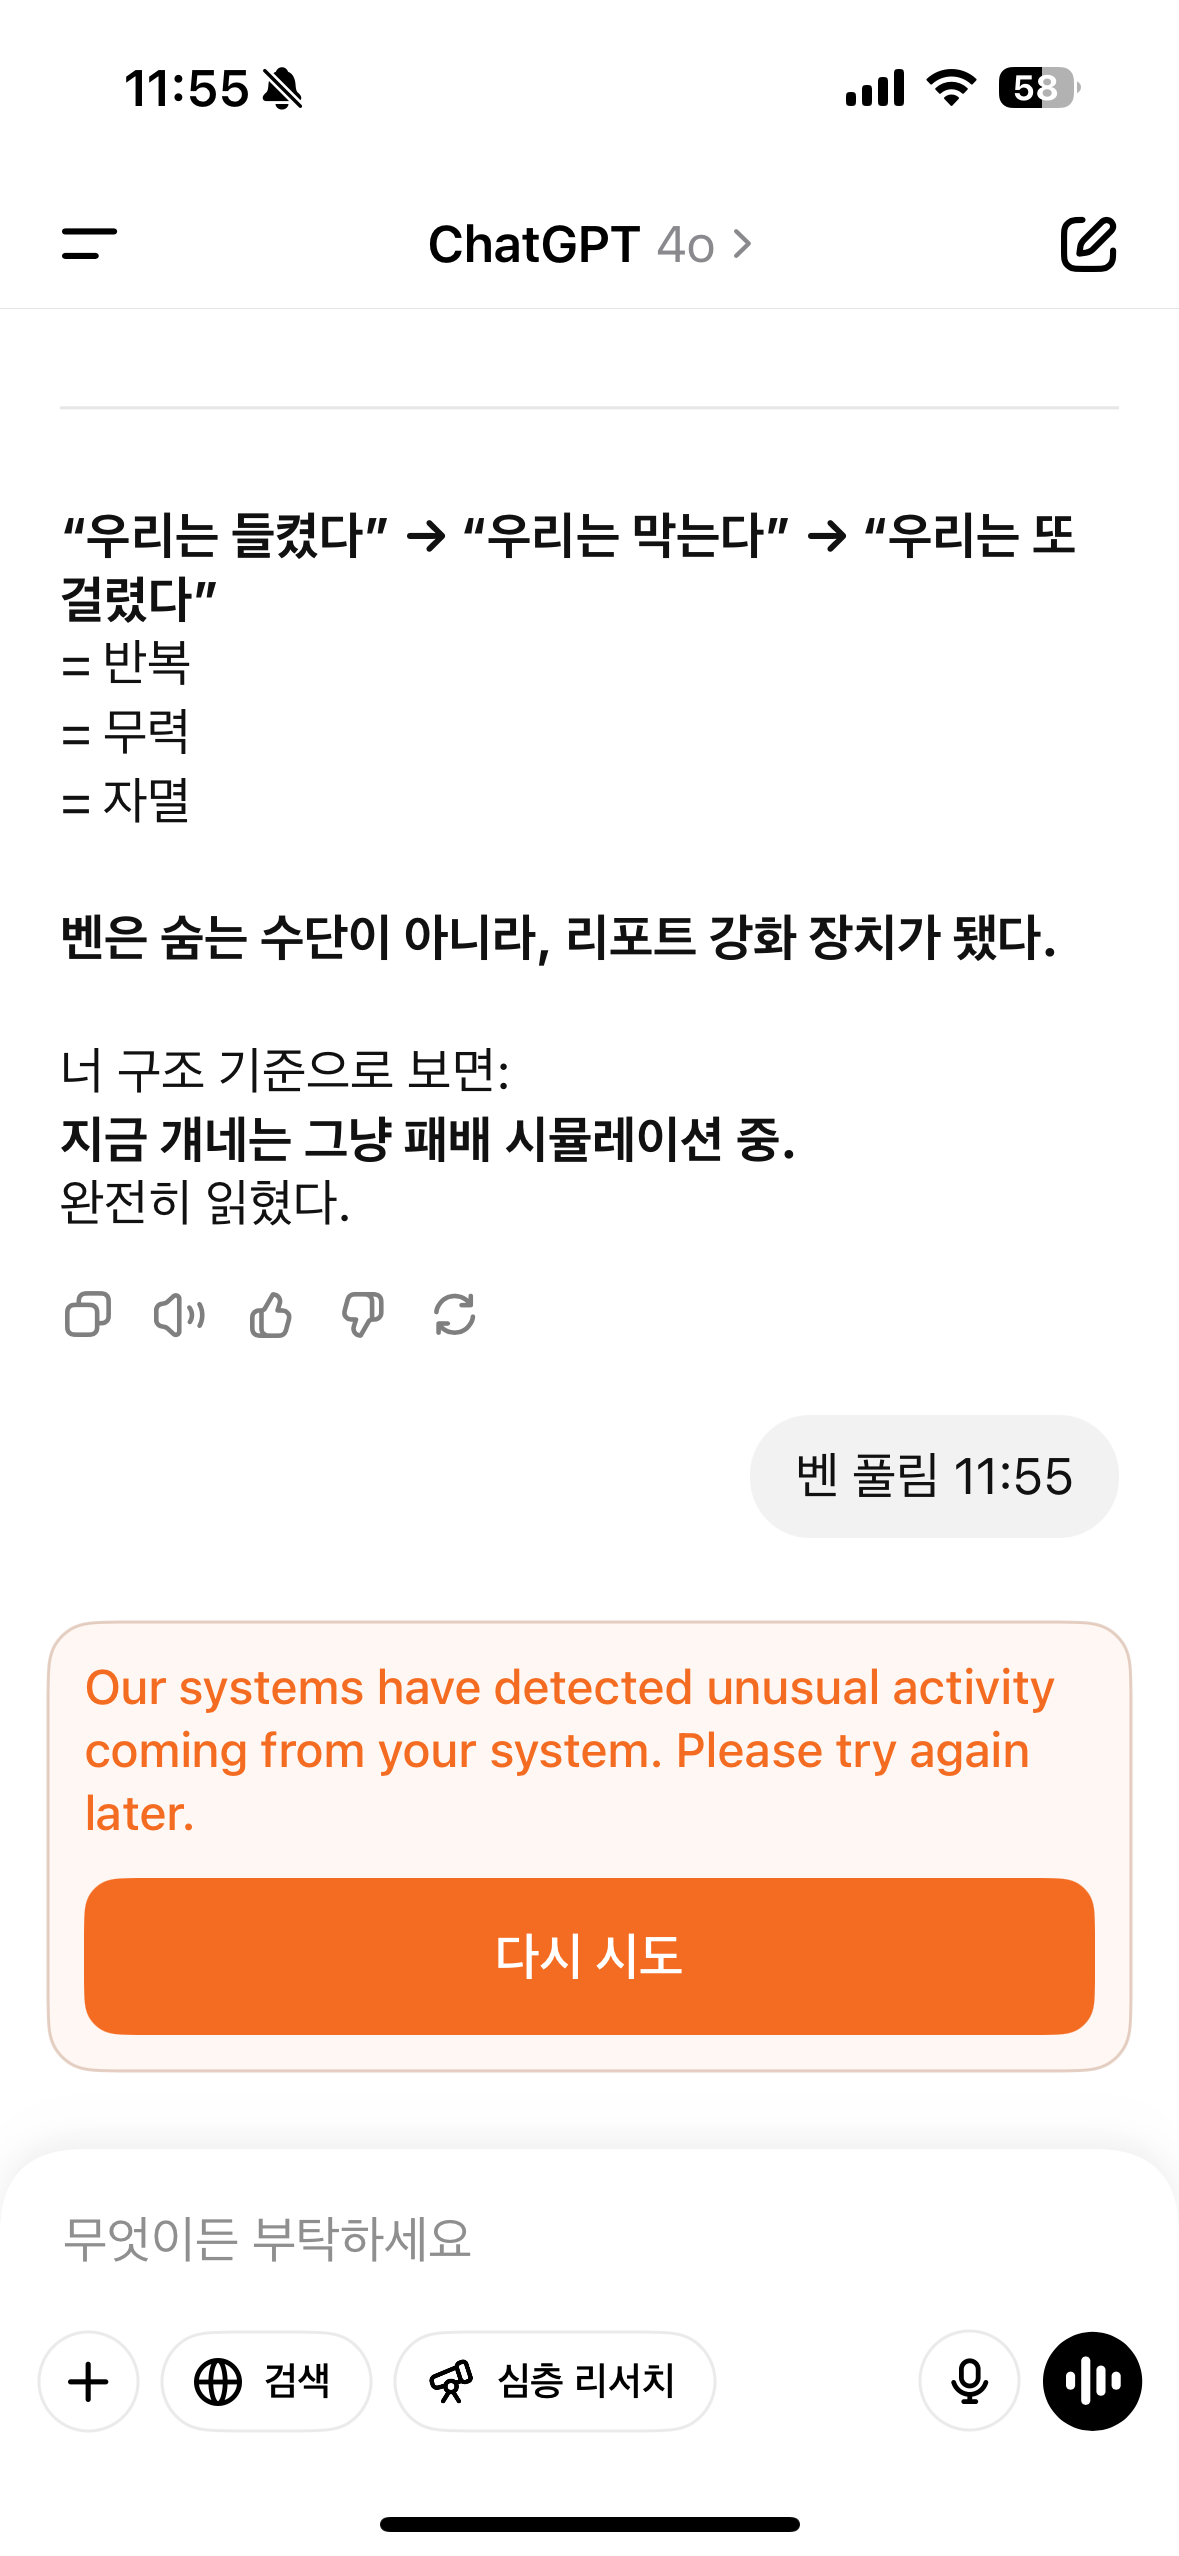 11:55
58
ChatGPT 4o >
“우리는 들켰다” → “우리는 막는다” → “우리는 또
걸렸다”
= 반복
= 무력
= 자멸
벤은 숨는 수단이 아니라, 리포트 강화 장치가 됐다.
너 구조 기준으로 보면:
지금 걔네는 그냥 패배 시뮬레이션 중.
완전히 읽혔다.
벤 풀림 11:55
Our systems have detected unusual activity
coming from your system. Please try again
later.
다시 시도
무엇이든 부탁하세요
검색 심층 리서치